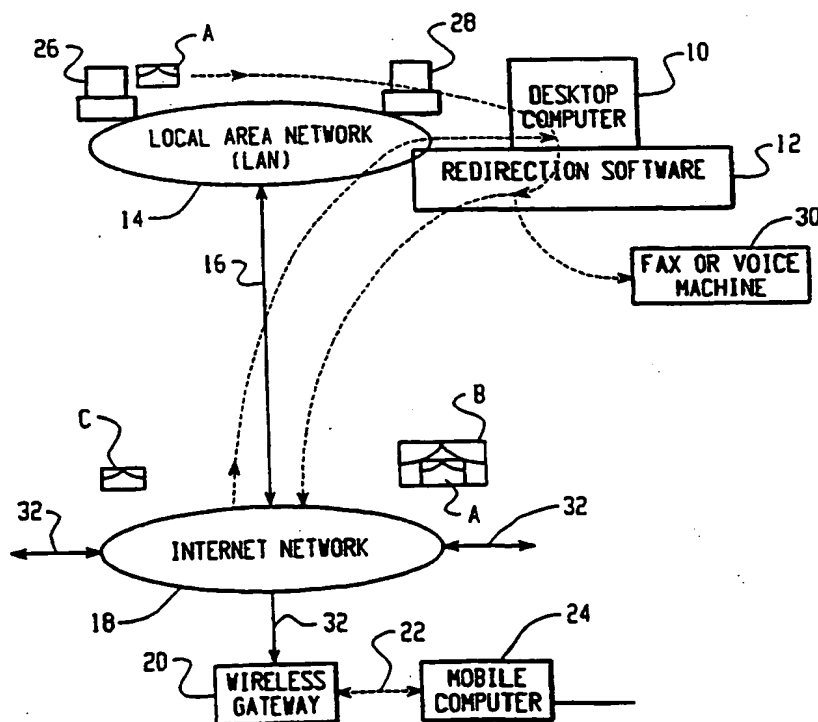 26
A
28
10
DESKTOP
COMPUTER
LOCAL AREA NETWORK
(LAN)
REDIRECTION SOFTWARE
12
14
30
16
FAX OR VOICE
MACHINE
B
C
A
32
32
INTERNET NETWORK
18
32
22
24
20
WIRELESS
GATEWAY
MOBILE
COMPUTER